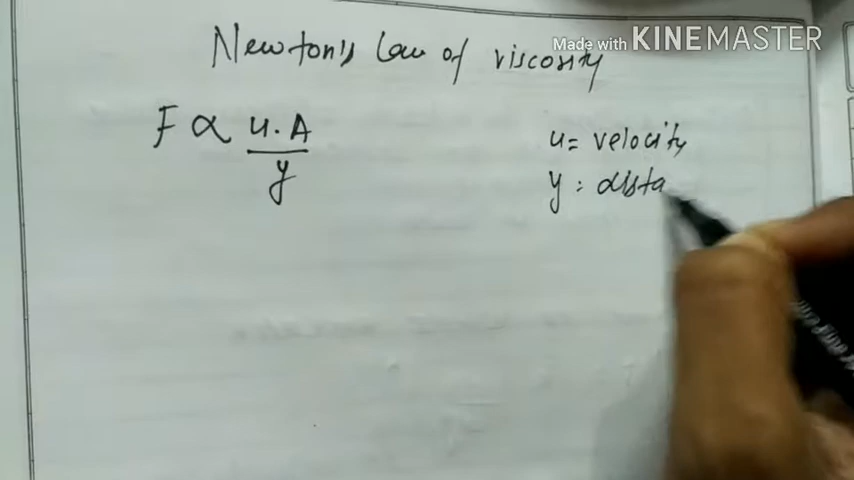 Made with KINEMASTER
Newton's Law of viscosity
F ∝ u.A / y
u = velocity
y : dista